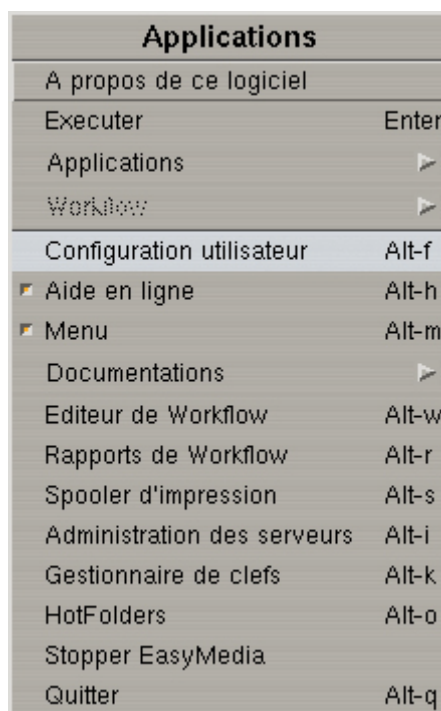 Applications
A propos de ce logiciel
Executer Enter
Applications
Workflow
Configuration utilisateur Alt-f
Aide en ligne Alt-h
Menu Alt-m
Documentations
Editeur de Workflow Alt-w
Rapports de Workflow Alt-r
Spooler d'impression Alt-s
Administration des serveurs Alt-i
Gestionnaire de clefs Alt-k
HotFolders Alt-o
Stopper EasyMedia
Quitter Alt-q